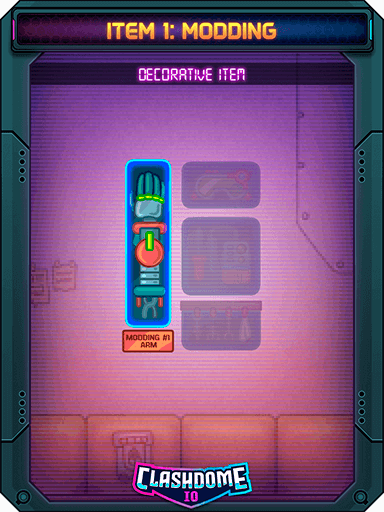 ITEM 1: MODDING
DECORATIVE ITEM
MODDING #1
ARM
CLASHDOME
IO